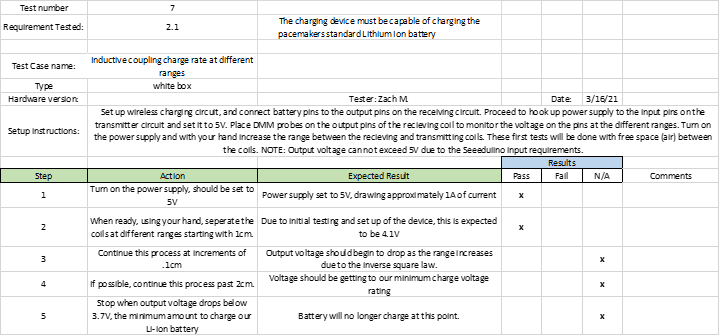 Test number 7
Requirement Tested: 2.1 The charging device must be capable of charging the
pacemakers standard Lithium Ion battery
Test Case name: Inductive coupling charge rate at different
ranges
Type white box
Hardware version: Tester: Zach M. Date: 3/16/21
Setup Instructions: Set up wireless charging circuit, and connect battery pins to the output pins on the receiving circuit. Proceed to hook up power supply to the input pins on the
transmitter circuit and set it to 5V. Place DMM probes on the output pins of the recieving coil to monitor the voltage on the pins at the different ranges. Turn on
the power supply and with your hand increase the range between the recieving and transmitting coils. These first tests will be done with free space (air) between
the coils. NOTE: Output voltage cannot exceed 5V due to the Seeeduino input requirements.
Results
Step Action Expected Result Pass Fail N/A Comments
1 Turn on the power supply, should be set to
5V Power supply set to 5V, drawing approximately 1A of current x
2 When ready, using your hand, seperate the
coils at different ranges starting with 1cm. Due to initial testing and set up of the device, this is expected
to be 4.1V x
3 Continue this process at increments of
.1cm Output voltage should begin to drop as the range increases
due to the inverse square law. x
4 If possible, continue this process past 2cm. Voltage should be getting to our minimum charge voltage
rating x
5 Stop when output voltage drops below
3.7V, the minimum amount to charge our
Li-Ion battery Battery will no longer charge at this point. x